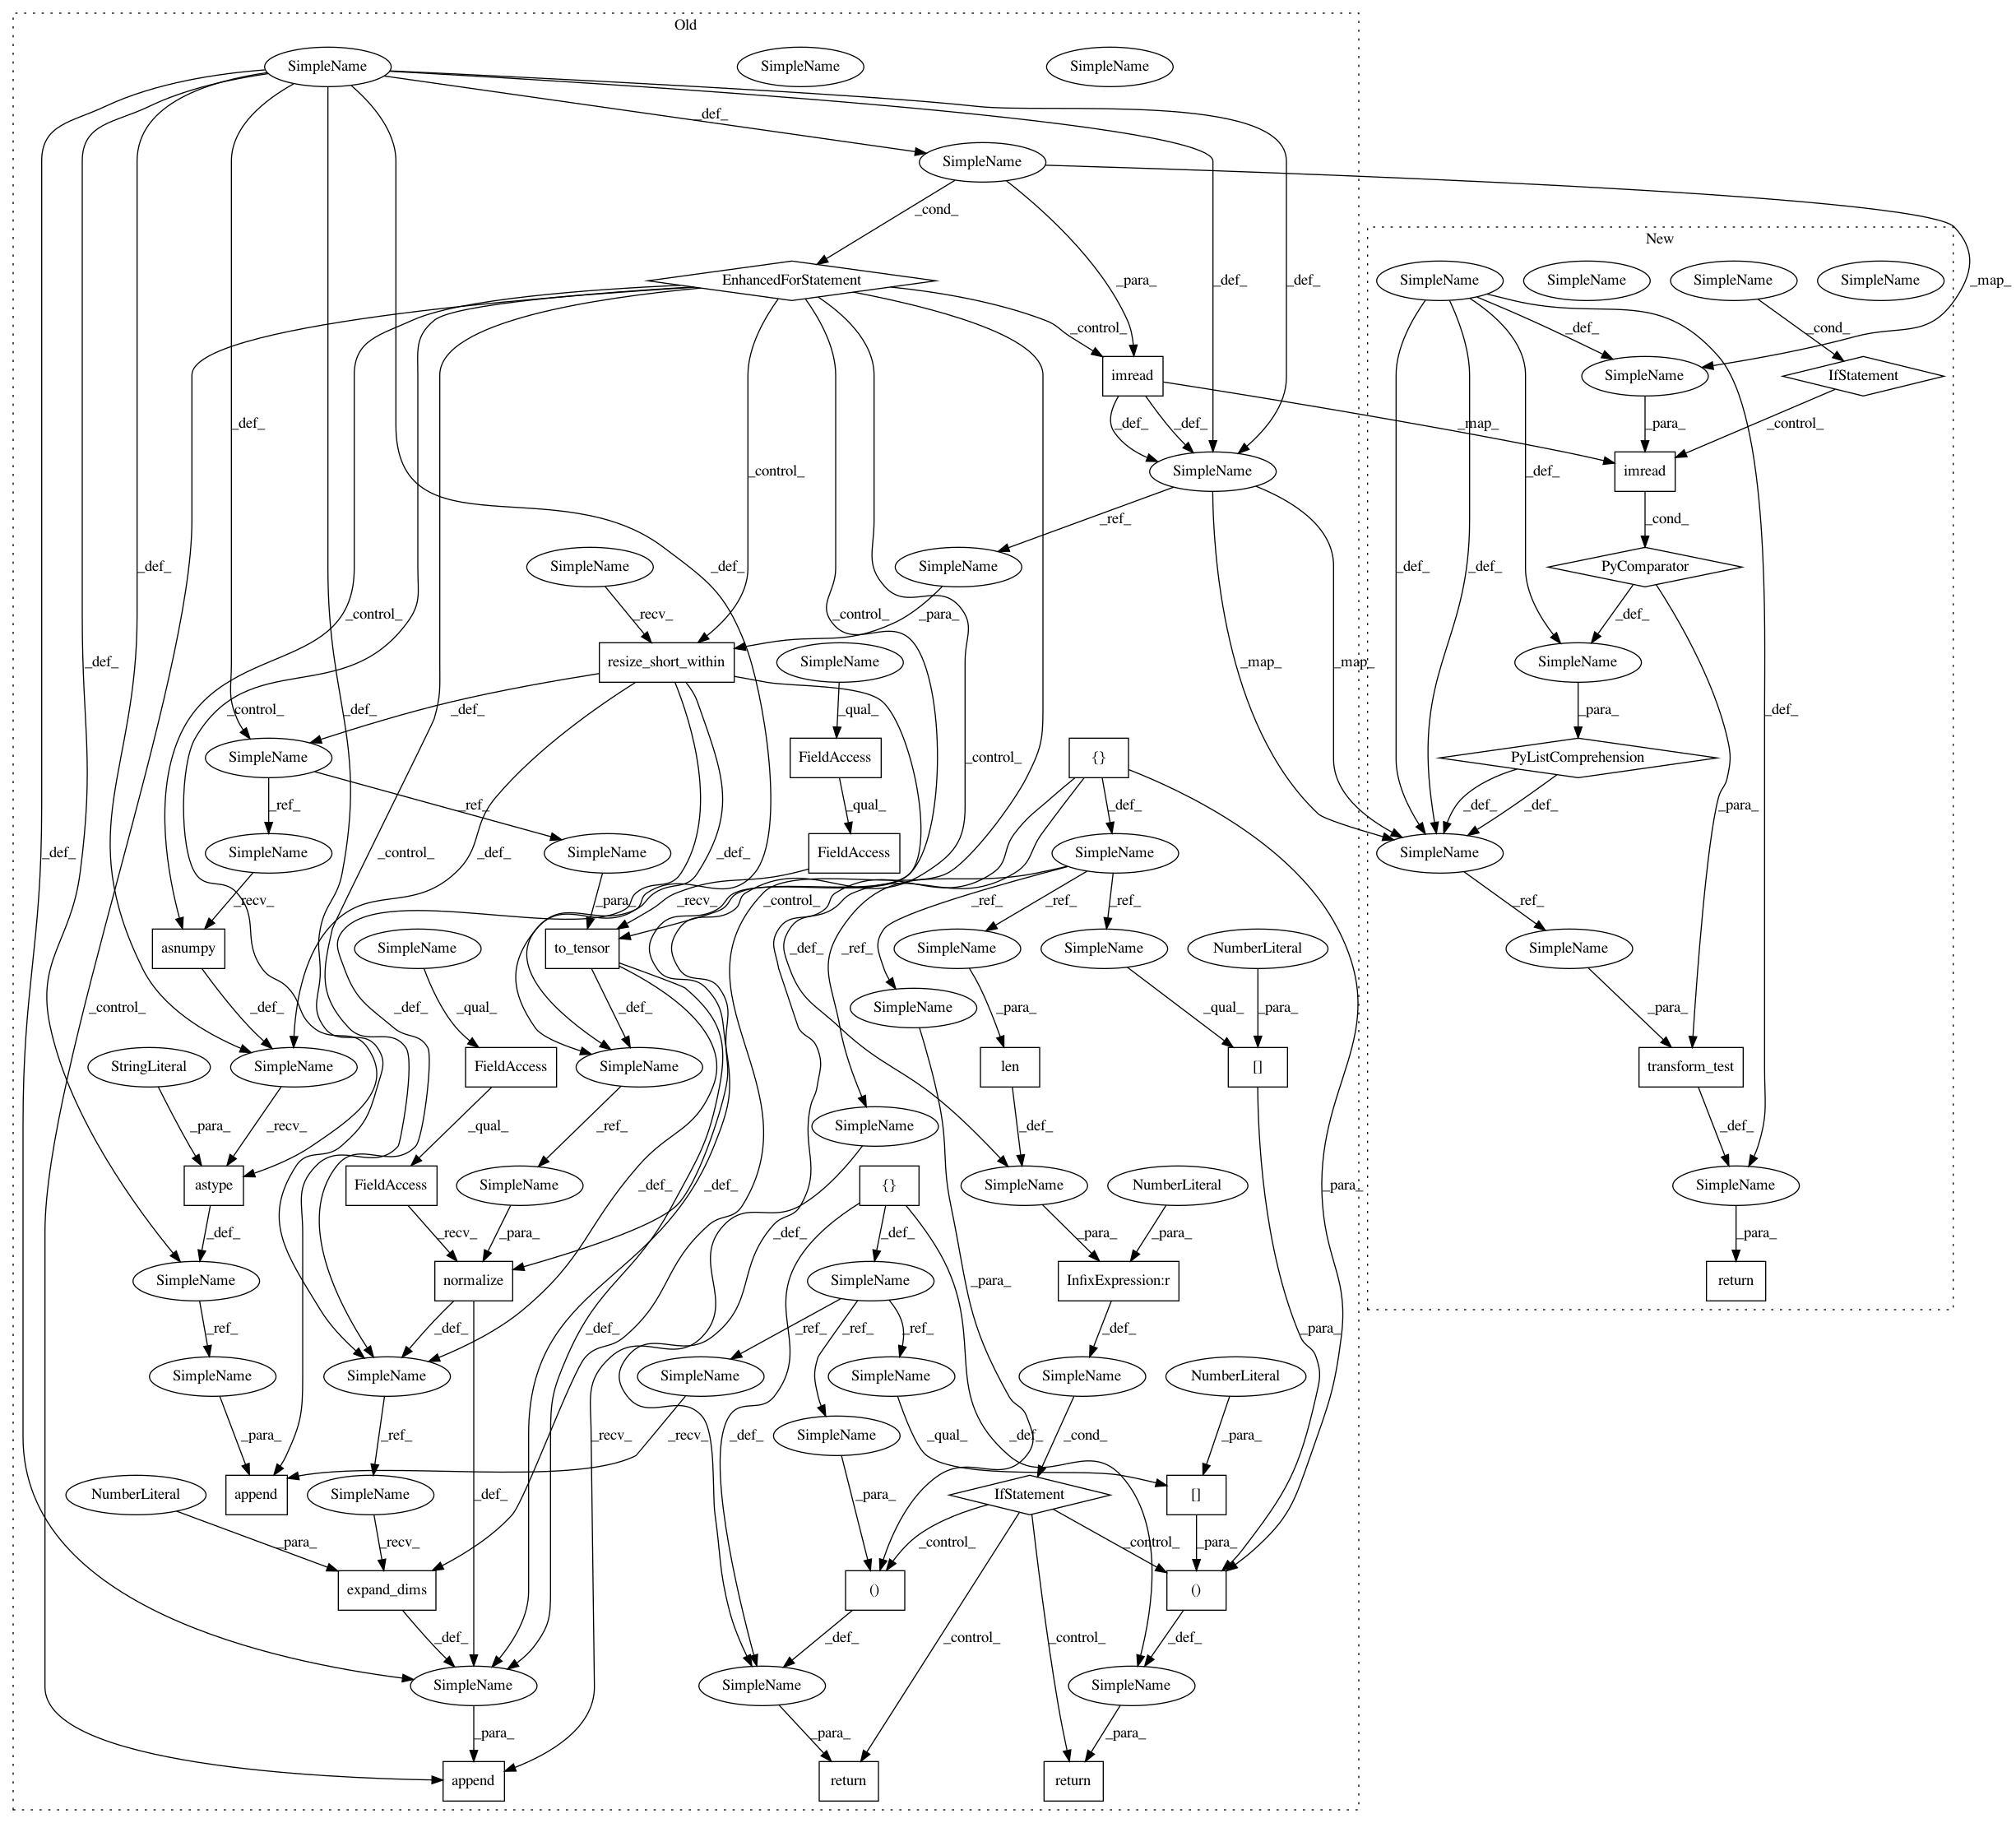 Old
SimpleName SimpleName SimpleName
_def_
SimpleName
New
_cond_ _def_ _def_
EnhancedForStatement _para_ SimpleName SimpleName SimpleName SimpleName _map_
_control_ _def_ _cond_
imread SimpleName IfStatement
_def_ _def_ _def_ _map_ _para_ _control_
SimpleName imread
_control_ _def_
_ref_ _cond_
SimpleName SimpleName PyComparator
_def_ _def_ _def_ _def_
_control_ _recv_ _control_ _para_ _def_
resize_short_within SimpleName SimpleName
_map_ _map_
_control_ _def_ _def_ _qual_ _para_ _def_
SimpleName FieldAccess _control_ {} PyListComprehension
_ref_ _ref_ _qual_ _def_ _def_ _def_
SimpleName SimpleName FieldAccess SimpleName SimpleName
_def_ _control_ _def_ _def_
_recv_ _para_ _recv_ _control_ _ref_ _ref_ _ref_ _ref_
asnumpy SimpleName to_tensor SimpleName SimpleName NumberLiteral SimpleName
_def_ _ref_
_control_ _def_ _def_ _qual_ _def_ SimpleName _para_ _qual_ _para_ _para_ _para_
StringLiteral SimpleName FieldAccess SimpleName len [] transform_test
_para_ _recv_ _qual_ _ref_ SimpleName _def_ _def_
astype FieldAccess SimpleName {} SimpleName NumberLiteral SimpleName
_def_ _def_ _para_
_def_ _recv_ _para_ _def_ _def_ _para_ _para_ _para_
SimpleName normalize SimpleName InfixExpression:r return
_ref_ _def_ _def_ _ref_ _ref_ _ref_ _def_ _para_
SimpleName SimpleName SimpleName SimpleName SimpleName NumberLiteral
_para_ _ref_ _recv_ SimpleName _def_ _qual_ _def_ _cond_ _para_
NumberLiteral append SimpleName _def_ IfStatement []
_para_ _recv_ _para_ _control_ _control_ _para_
expand_dims () ()
_def_ _def_ _control_ _control_ _def_
SimpleName SimpleName SimpleName
_para_ _para_ _para_
append return return